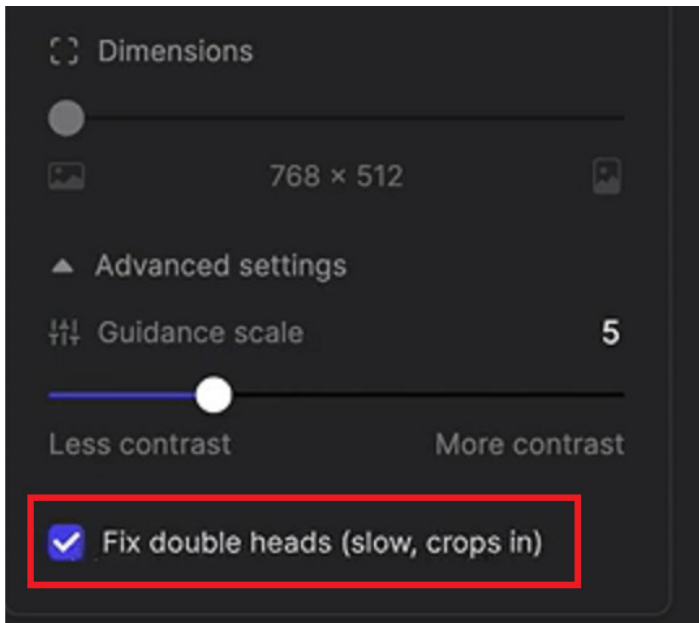 Dimensions
768 × 512
Advanced settings
Guidance scale 5
Less contrast More contrast
Fix double heads (slow, crops in)